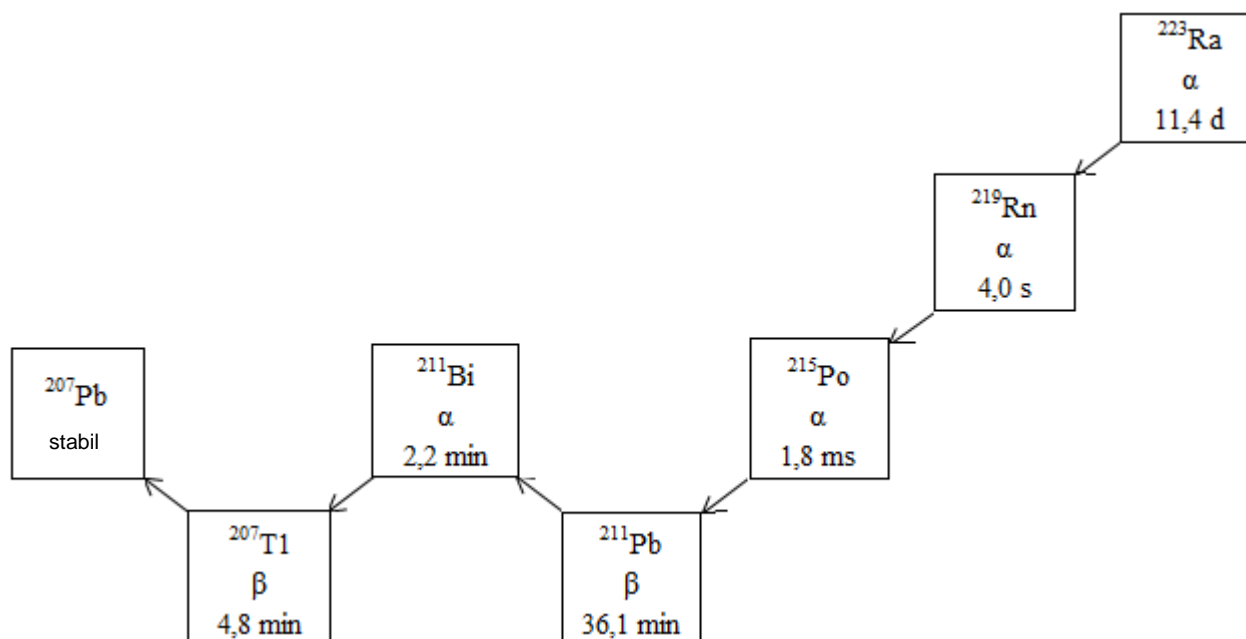 ²²³Ra
α
11,4 d
²¹⁹Rn
α
4,0 s
²¹⁵Po
α
1,8 ms
²¹¹Bi
α
2,2 min
²⁰⁷Pb
stabil
²⁰⁷T1
β
4,8 min
²¹¹Pb
β
36,1 min